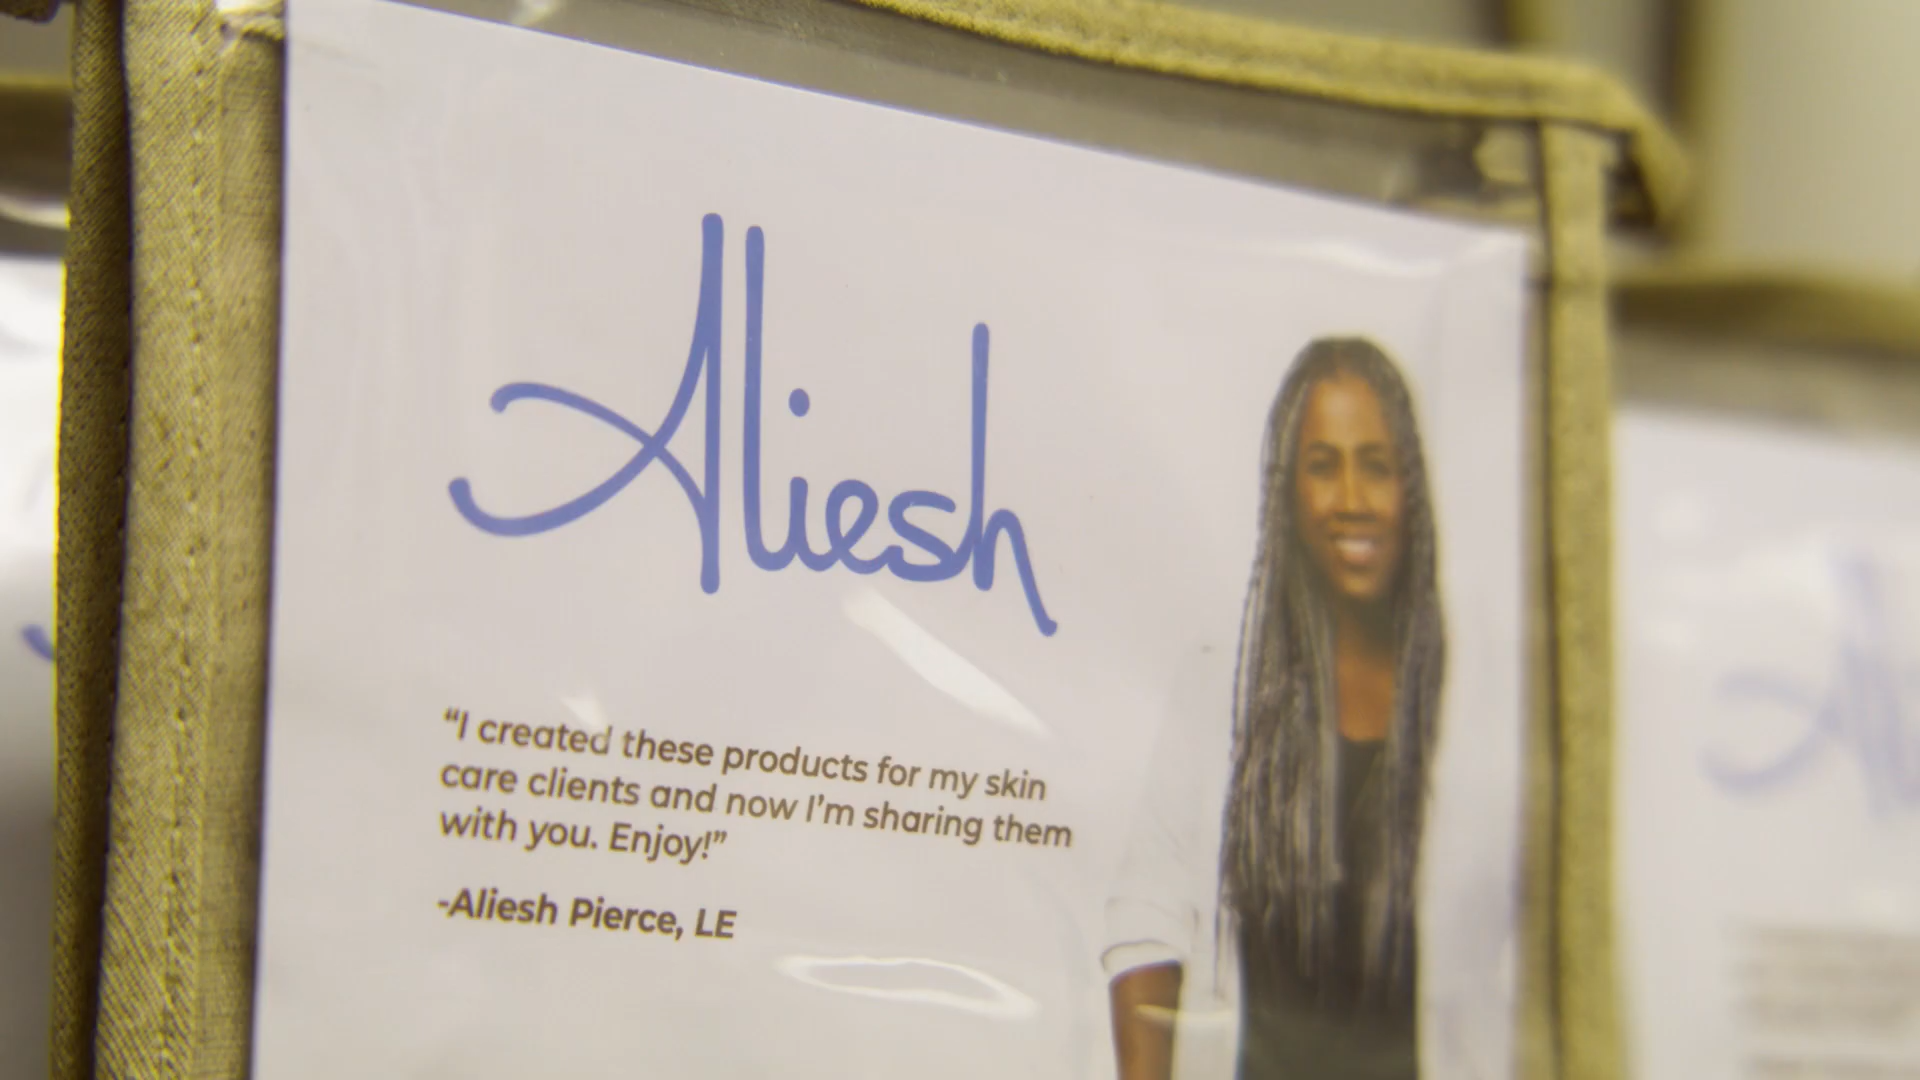 Aliesh
“I created these products for my skin
care clients and now I’m sharing them
with you. Enjoy!”
-Aliesh Pierce, LE